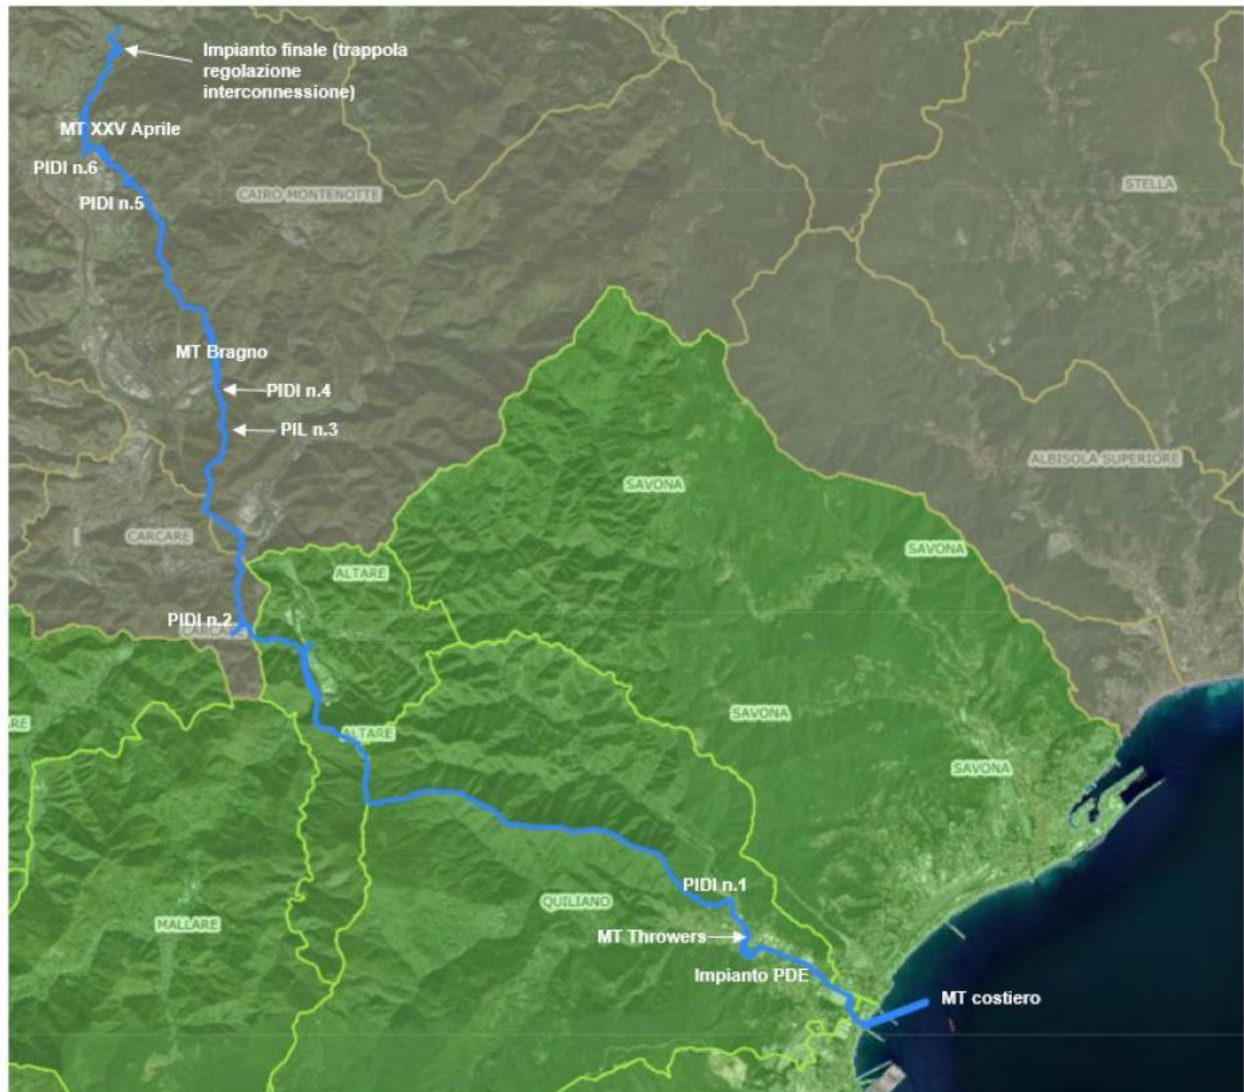 Impianto finale (trappola
regolazione
interconnessione)
MT XXV Aprile
PIDI n.6
PIDI n.5
CAIRO MONTENOTTE
STELLA
MT Bragno
PIDI n.4
PIL n.3
ALBISOLA SUPERIORE
SAVONA
CARCARE
SAVONA
ALTARE
PIDI n.2
CARCARE
SAVONA
RE
ALTARE
SAVONA
PIDI n.1
QUILIANO
MALLARE
MT Throwers
Impianto PDE
MT costiero